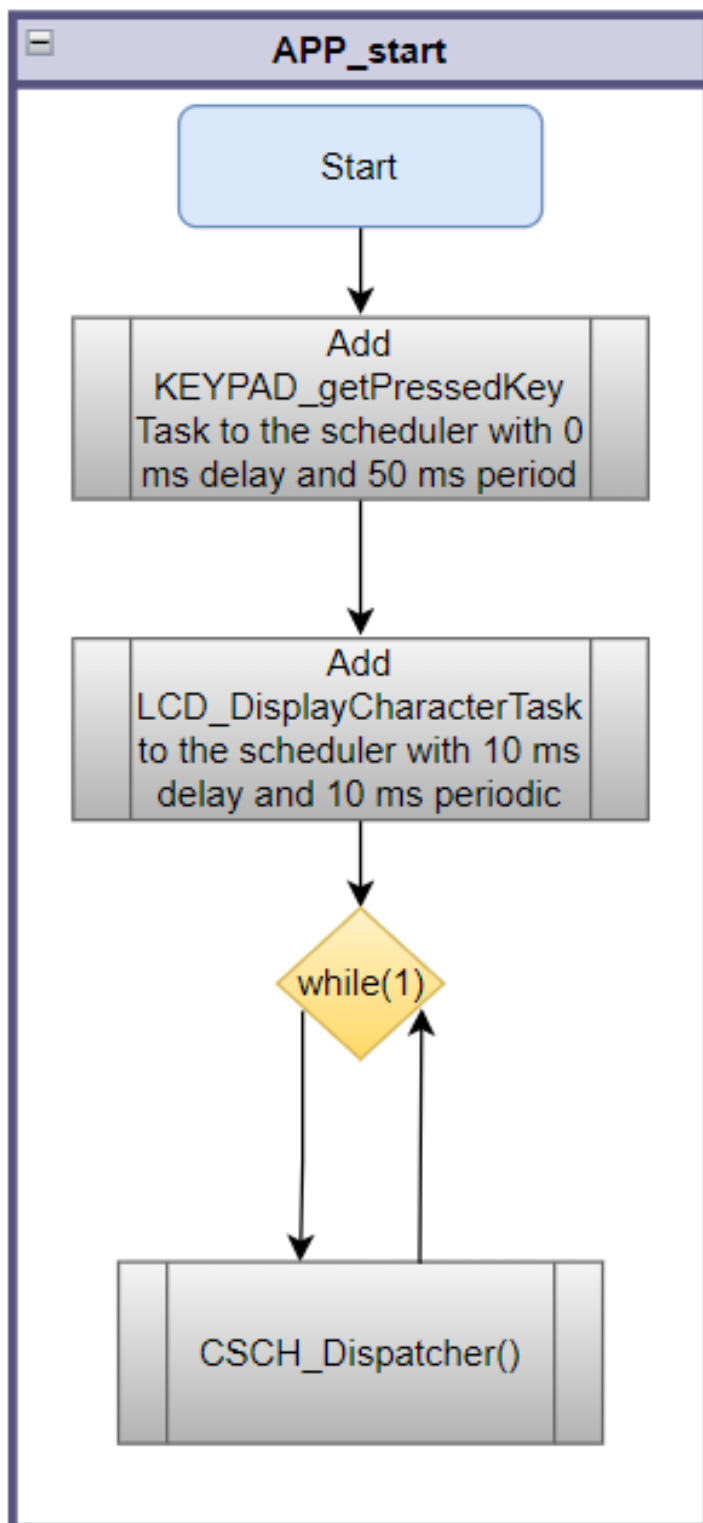 APP_start
Start
Add
KEYPAD_getPressedKey
Task to the scheduler with 0
ms delay and 50 ms period
Add
LCD_DisplayCharacterTask
to the scheduler with 10 ms
delay and 10 ms periodic
while(1)
CSCH_Dispatcher()